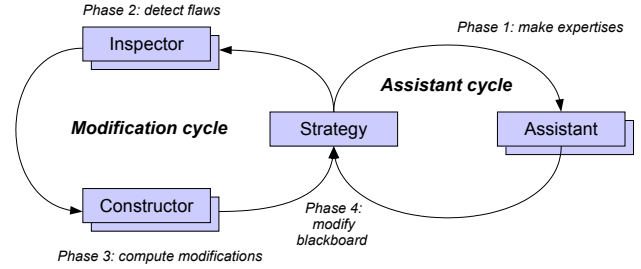 Phase 2: detect flaws
Phase 1: make expertises
Inspector
Assistant cycle
Modification cycle
Strategy
Assistant
Constructor
Phase 4:
modify
blackboard
Phase 3: compute modifications